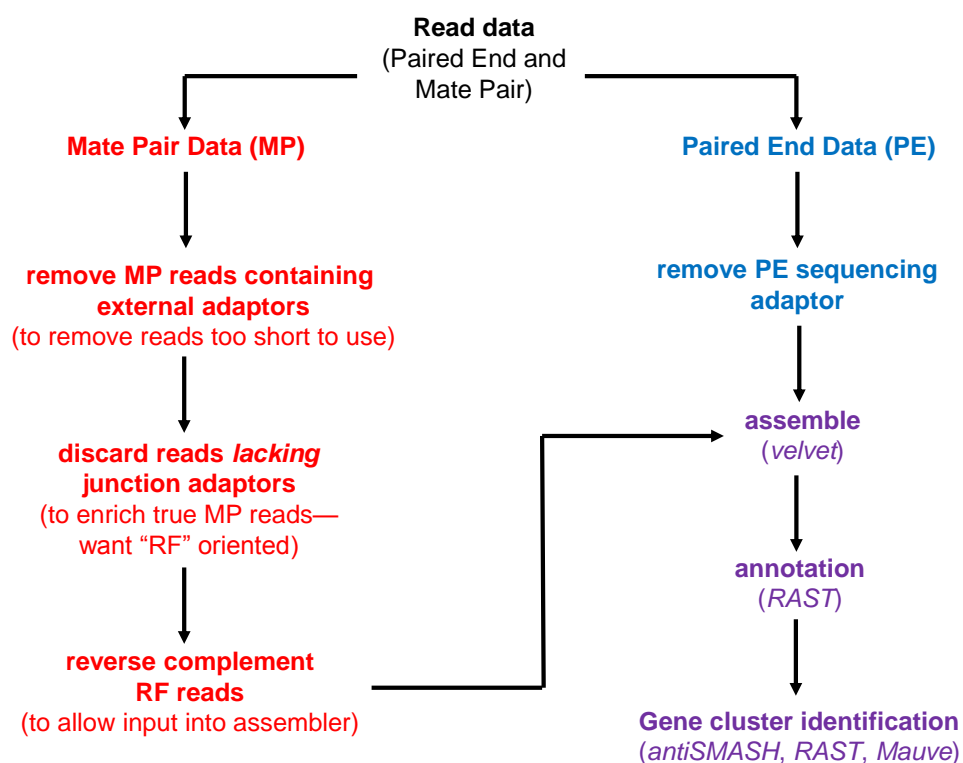 Read data
(Paired End and
Mate Pair)
Mate Pair Data (MP)
Paired End Data (PE)
remove MP reads containing
external adaptors
(to remove reads too short to use)
remove PE sequencing
adaptor
discard reads lacking
junction adaptors
(to enrich true MP reads—
want “RF” oriented)
assemble
(velvet)
annotation
(RAST)
reverse complement
RF reads
(to allow input into assembler)
Gene cluster identification
(antiSMASH, RAST, Mauve)